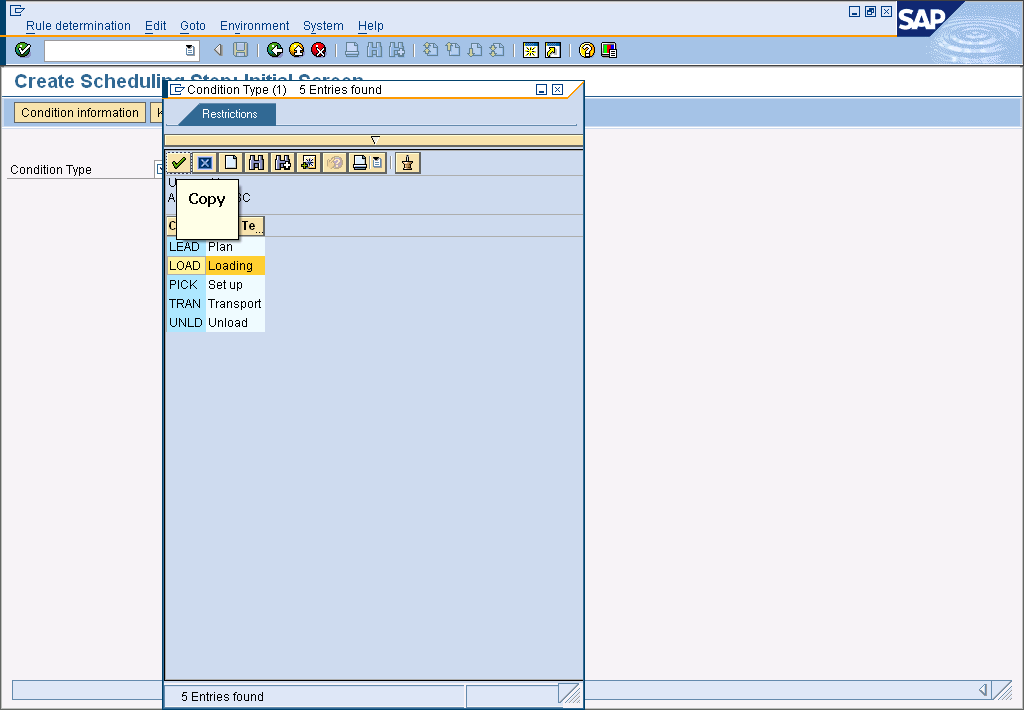 Rule determination Edit Goto Environment System Help
SAP
Create Scheduling Step: Initial Screen
Condition Type (1) 5 Entries found
Condition information
Restrictions
Condition Type
Copy
Te...
LEAD Plan
LOAD Loading
PICK Set up
TRAN Transport
UNLD Unload
5 Entries found